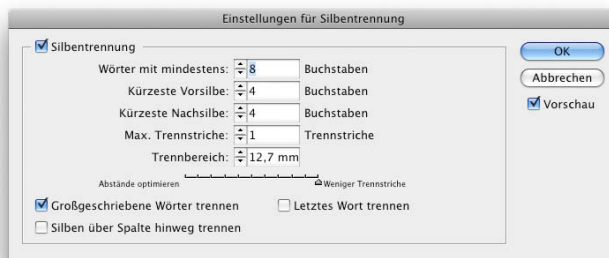 Einstellungen für Silbentrennung
Silbentrennung
Wörter mit mindestens: 8 Buchstaben
Kürzeste Vorsilbe: 4 Buchstaben
Kürzeste Nachsilbe: 4 Buchstaben
Max. Trennstriche: 1 Trennstriche
Trennbereich: 12,7 mm
Abstände optimieren Weniger Trennstriche
Großgeschriebene Wörter trennen Letztes Wort trennen
Silben über Spalte hinweg trennen
OK
Abbrechen
Vorschau